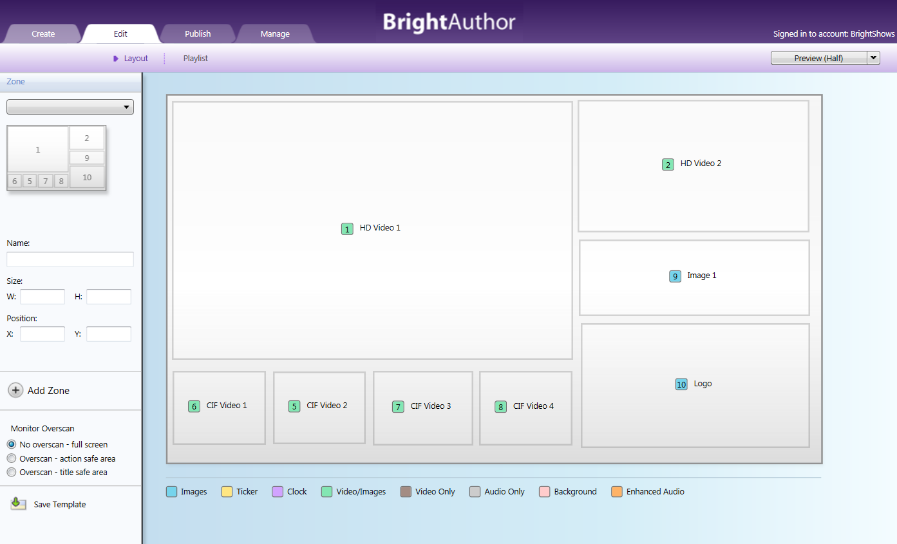 BrightAuthor
Create
Edit
Publish
Manage
Signed in to account: BrightShows
Layout
Playlist
Preview (Half)
Zone
1
2
9
6
5
7
8
10
Name:
Size:
W:
H:
Position:
X:
Y:
Add Zone
Monitor Overscan
No overscan - full screen
Overscan - action safe area
Overscan - title safe area
Save Template
1 HD Video 1
2 HD Video 2
9 Image 1
10 Logo
6 CIF Video 1
5 CIF Video 2
7 CIF Video 3
8 CIF Video 4
Images
Ticker
Clock
Video/Images
Video Only
Audio Only
Background
Enhanced Audio